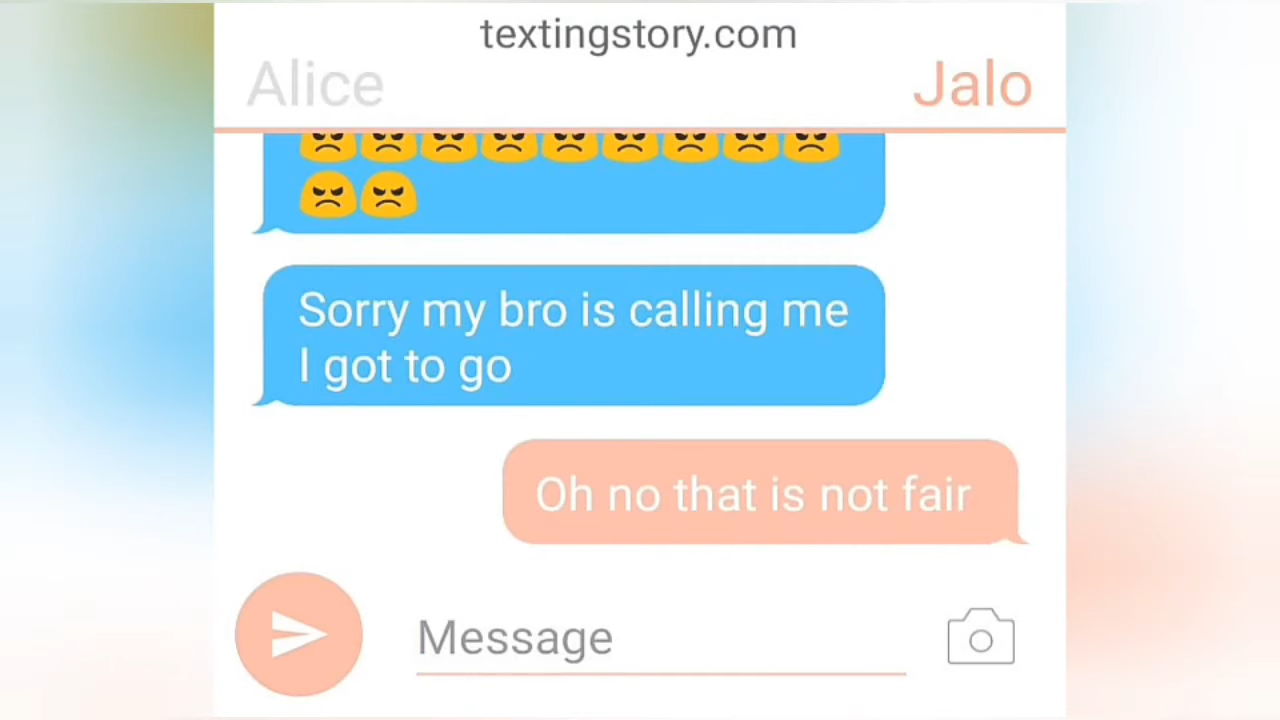 textingstory.com
Alice
Jalo
😠😠😠😠😠😠😠😠😠
😠😠
Sorry my bro is calling me
I got to go
Oh no that is not fair
Message